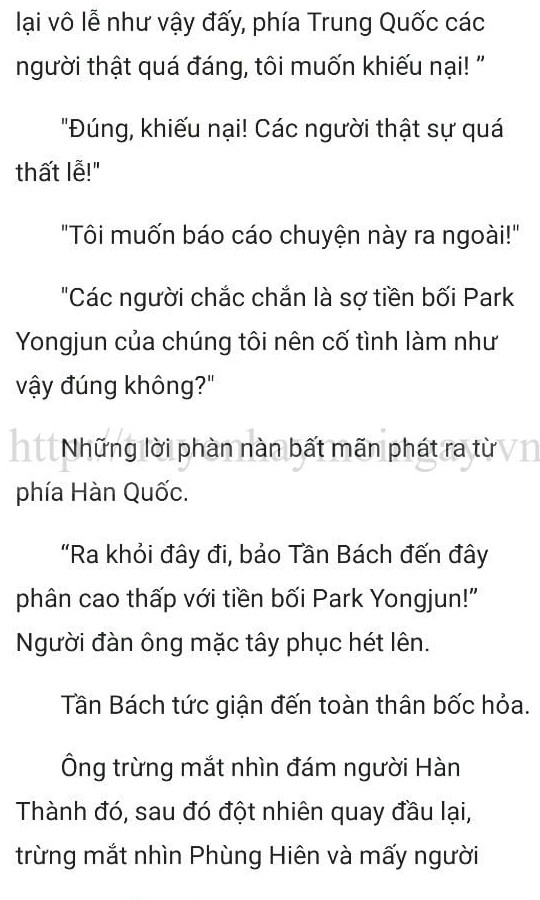 lại vô lễ như vậy đấy, phía Trung Quốc các
người thật quá đáng, tôi muốn khiếu nại! ”
"Đúng, khiếu nại! Các người thật sự quá
thất lễ!"
"Tôi muốn báo cáo chuyện này ra ngoài!"
"Các người chắc chắn là sợ tiền bối Park
Yongjun của chúng tôi nên cố tình làm như
vậy đúng không?"
http://truyenhaymoingay.vn
Những lời phàn nàn bất mãn phát ra từ
phía Hàn Quốc.
“Ra khỏi đây đi, bảo Tần Bách đến đây
phân cao thấp với tiền bối Park Yongjun!”
Người đàn ông mặc tây phục hét lên.
Tần Bách tức giận đến toàn thân bốc hỏa.
Ông trừng mắt nhìn đám người Hàn
Thành đó, sau đó đột nhiên quay đầu lại,
trừng mắt nhìn Phùng Hiên và mấy người